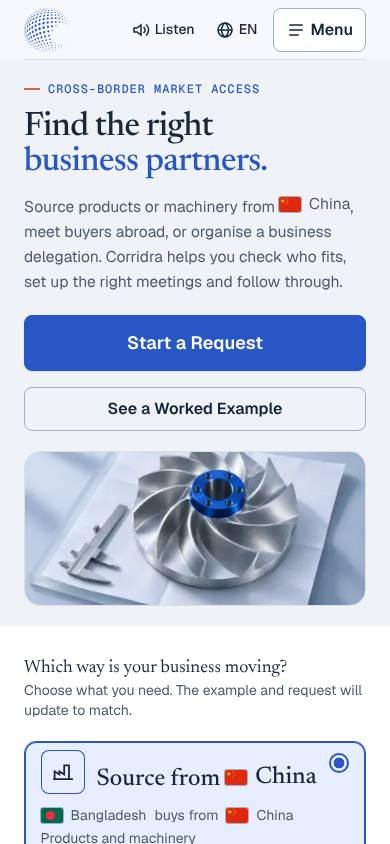 Listen
EN
Menu
CROSS-BORDER MARKET ACCESS
Find the right
business partners.
Source products or machinery from China,
meet buyers abroad, or organise a business
delegation. Corridra helps you check who fits,
set up the right meetings and follow through.
Start a Request
See a Worked Example
Which way is your business moving?
Choose what you need. The example and request will
update to match.
Source from China
Bangladesh buys from China
Products and machinery